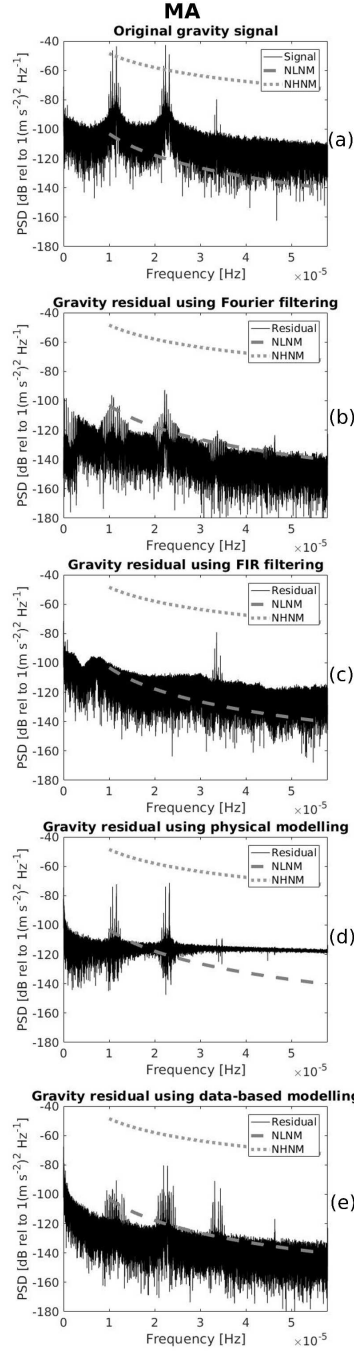 MA
Original gravity signal
-40
-60
-80
-100
-120
-140
-160
-180
PSD [dB rel to 1(m s⁻²)² Hz⁻¹]
Signal
NLNM
NHNM
(a)
0 1 2 3 4 5
Frequency [Hz]
×10⁻⁵
Gravity residual using Fourier filtering
-40
-60
-80
-100
-120
-140
-160
-180
PSD [dB rel to 1(m s⁻²)² Hz⁻¹]
Residual
NLNM
NHNM
(b)
0 1 2 3 4 5
Frequency [Hz]
×10⁻⁵
Gravity residual using FIR filtering
-40
-60
-80
-100
-120
-140
-160
-180
PSD [dB rel to 1(m s⁻²)² Hz⁻¹]
Residual
NLNM
NHNM
(c)
0 1 2 3 4 5
Frequency [Hz]
×10⁻⁵
Gravity residual using physical modelling
-40
-60
-80
-100
-120
-140
-160
-180
PSD [dB rel to 1(m s⁻²)² Hz⁻¹]
Residual
NLNM
NHNM
(d)
0 1 2 3 4 5
Frequency [Hz]
×10⁻⁵
Gravity residual using data-based modelling
-40
-60
-80
-100
-120
-140
-160
-180
PSD [dB rel to 1(m s⁻²)² Hz⁻¹]
Residual
NLNM
NHNM
(e)
0 1 2 3 4 5
Frequency [Hz]
×10⁻⁵